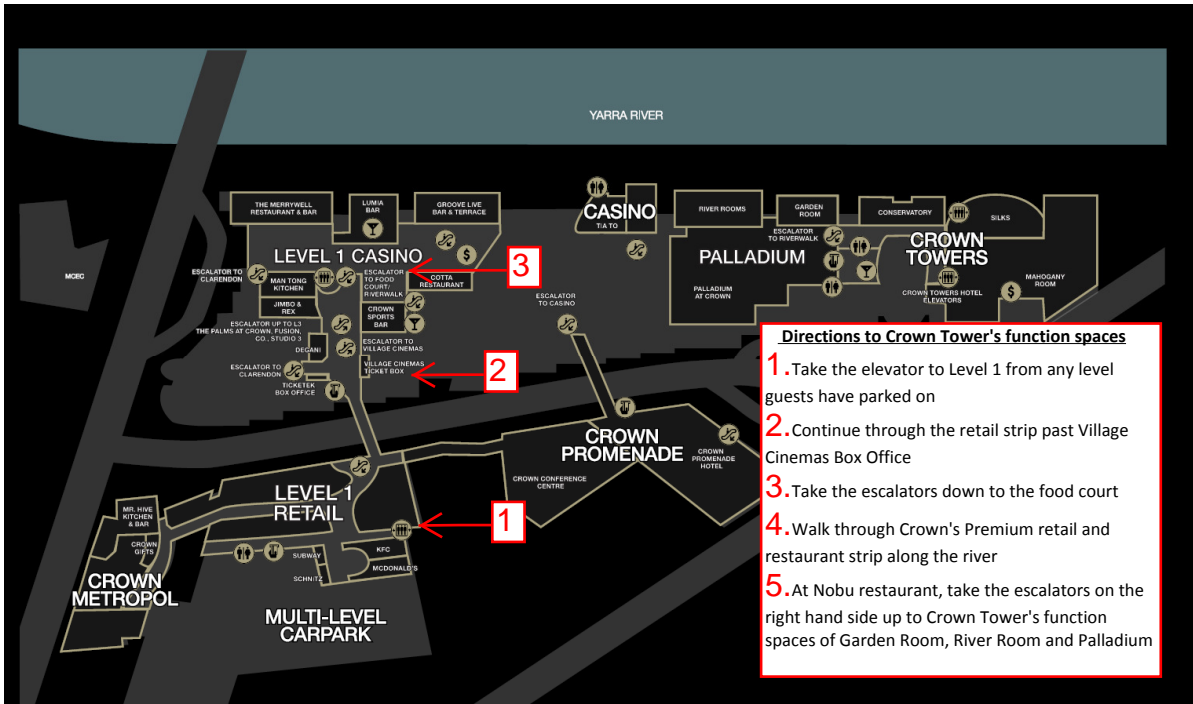 YARRA RIVER
THE MERRYWELL
RESTAURANT & BAR
LUMIA
BAR
GROOVE LIVE
BAR & TERRACE
CASINO
TIATO
RIVER ROOMS
GARDEN
ROOM
CONSERVATORY
SILKS
ESCALATOR
TO RIVERWALK
CROWN
TOWERS
LEVEL 1 CASINO
3
PALLADIUM
MCEC
ESCALATOR TO
CLARENDON
MAN TONG
KITCHEN
ESCALATOR
TO FOOD
COURT/
RIVERWALK
COTTA
RESTAURANT
$
ESCALATOR
TO CASINO
PALLADIUM
AT CROWN
CROWN TOWERS HOTEL
ELEVATORS
$
MAHOGANY
ROOM
JIMBO &
REX
CROWN
SPORTS
BAR
ESCALATOR UP TO L3
THE PALMS AT CROWN, FUSION,
CO., STUDIO 3
DEGANI
ESCALATOR TO
VILLAGE CINEMAS
VILLAGE CINEMAS
TICKET BOX
2
ESCALATOR TO
CLARENDON
TICKETEK
BOX OFFICE
CROWN
PROMENADE
CROWN
PROMENADE
HOTEL
CROWN CONFERENCE
CENTRE
LEVEL 1
RETAIL
1
MR. HIVE
KITCHEN
& BAR
CROWN
GIFTS
CROWN
METROPOL
SUBWAY
SCHNITZ
KFC
MCDONALD'S
MULTI-LEVEL
CARPARK
Directions to Crown Tower's function spaces
1.Take the elevator to Level 1 from any level
guests have parked on
2.Continue through the retail strip past Village
Cinemas Box Office
3.Take the escalators down to the food court
4.Walk through Crown's Premium retail and
restaurant strip along the river
5.At Nobu restaurant, take the escalators on the
right hand side up to Crown Tower's function
spaces of Garden Room, River Room and Palladium